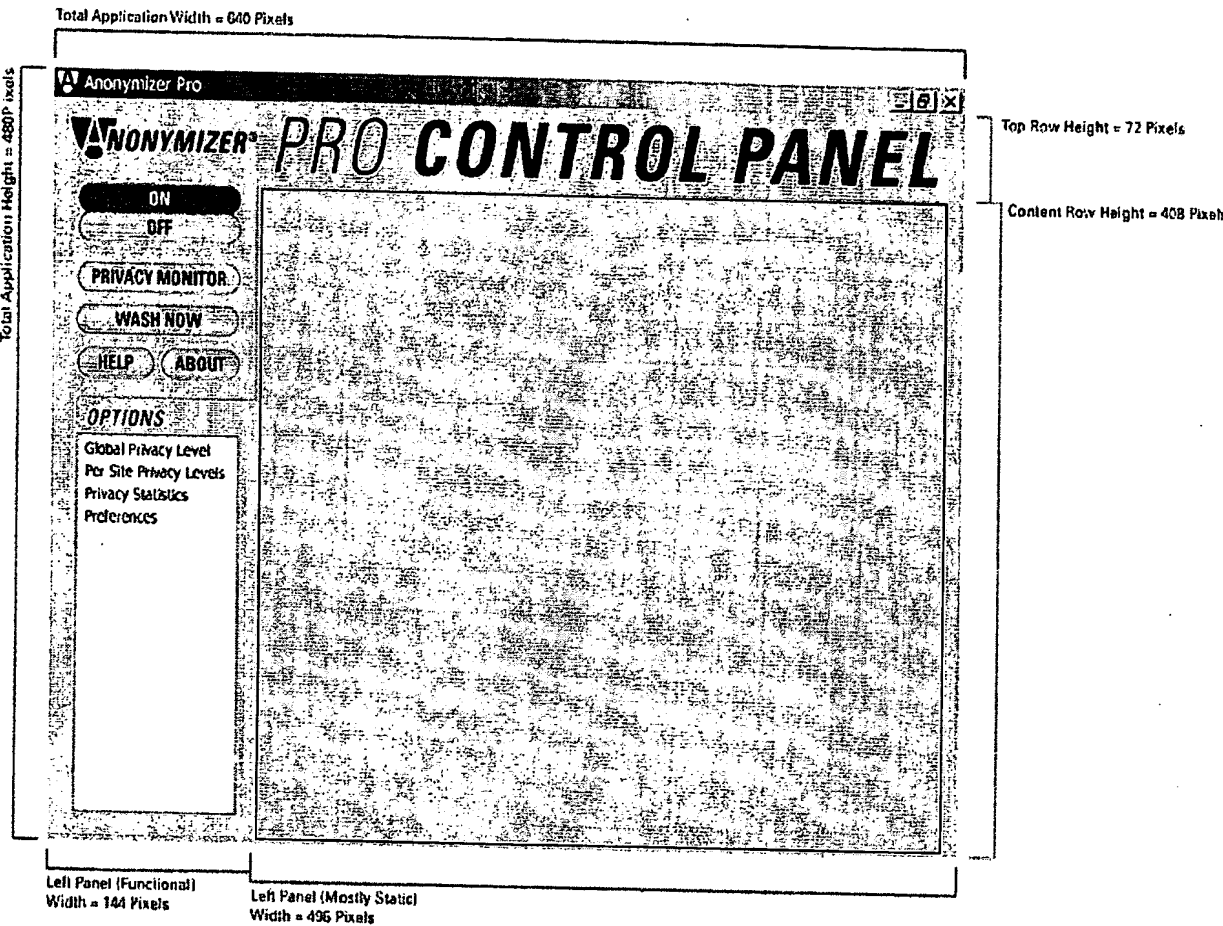 Total Application Width = 640 Pixels
Total Application Height = 480P ixels
Anonymizer Pro
ANONYMIZER®
PRO CONTROL PANEL
Top Row Height = 72 Pixels
Content Row Height = 408 Pixels
ON
OFF
PRIVACY MONITOR
WASH NOW
HELP
ABOUT
OPTIONS
Global Privacy Level
Per Site Privacy Levels
Privacy Statistics
Preferences
Left Panel (Functional)
Width = 144 Pixels
Left Panel (Mostly Static)
Width = 496 Pixels